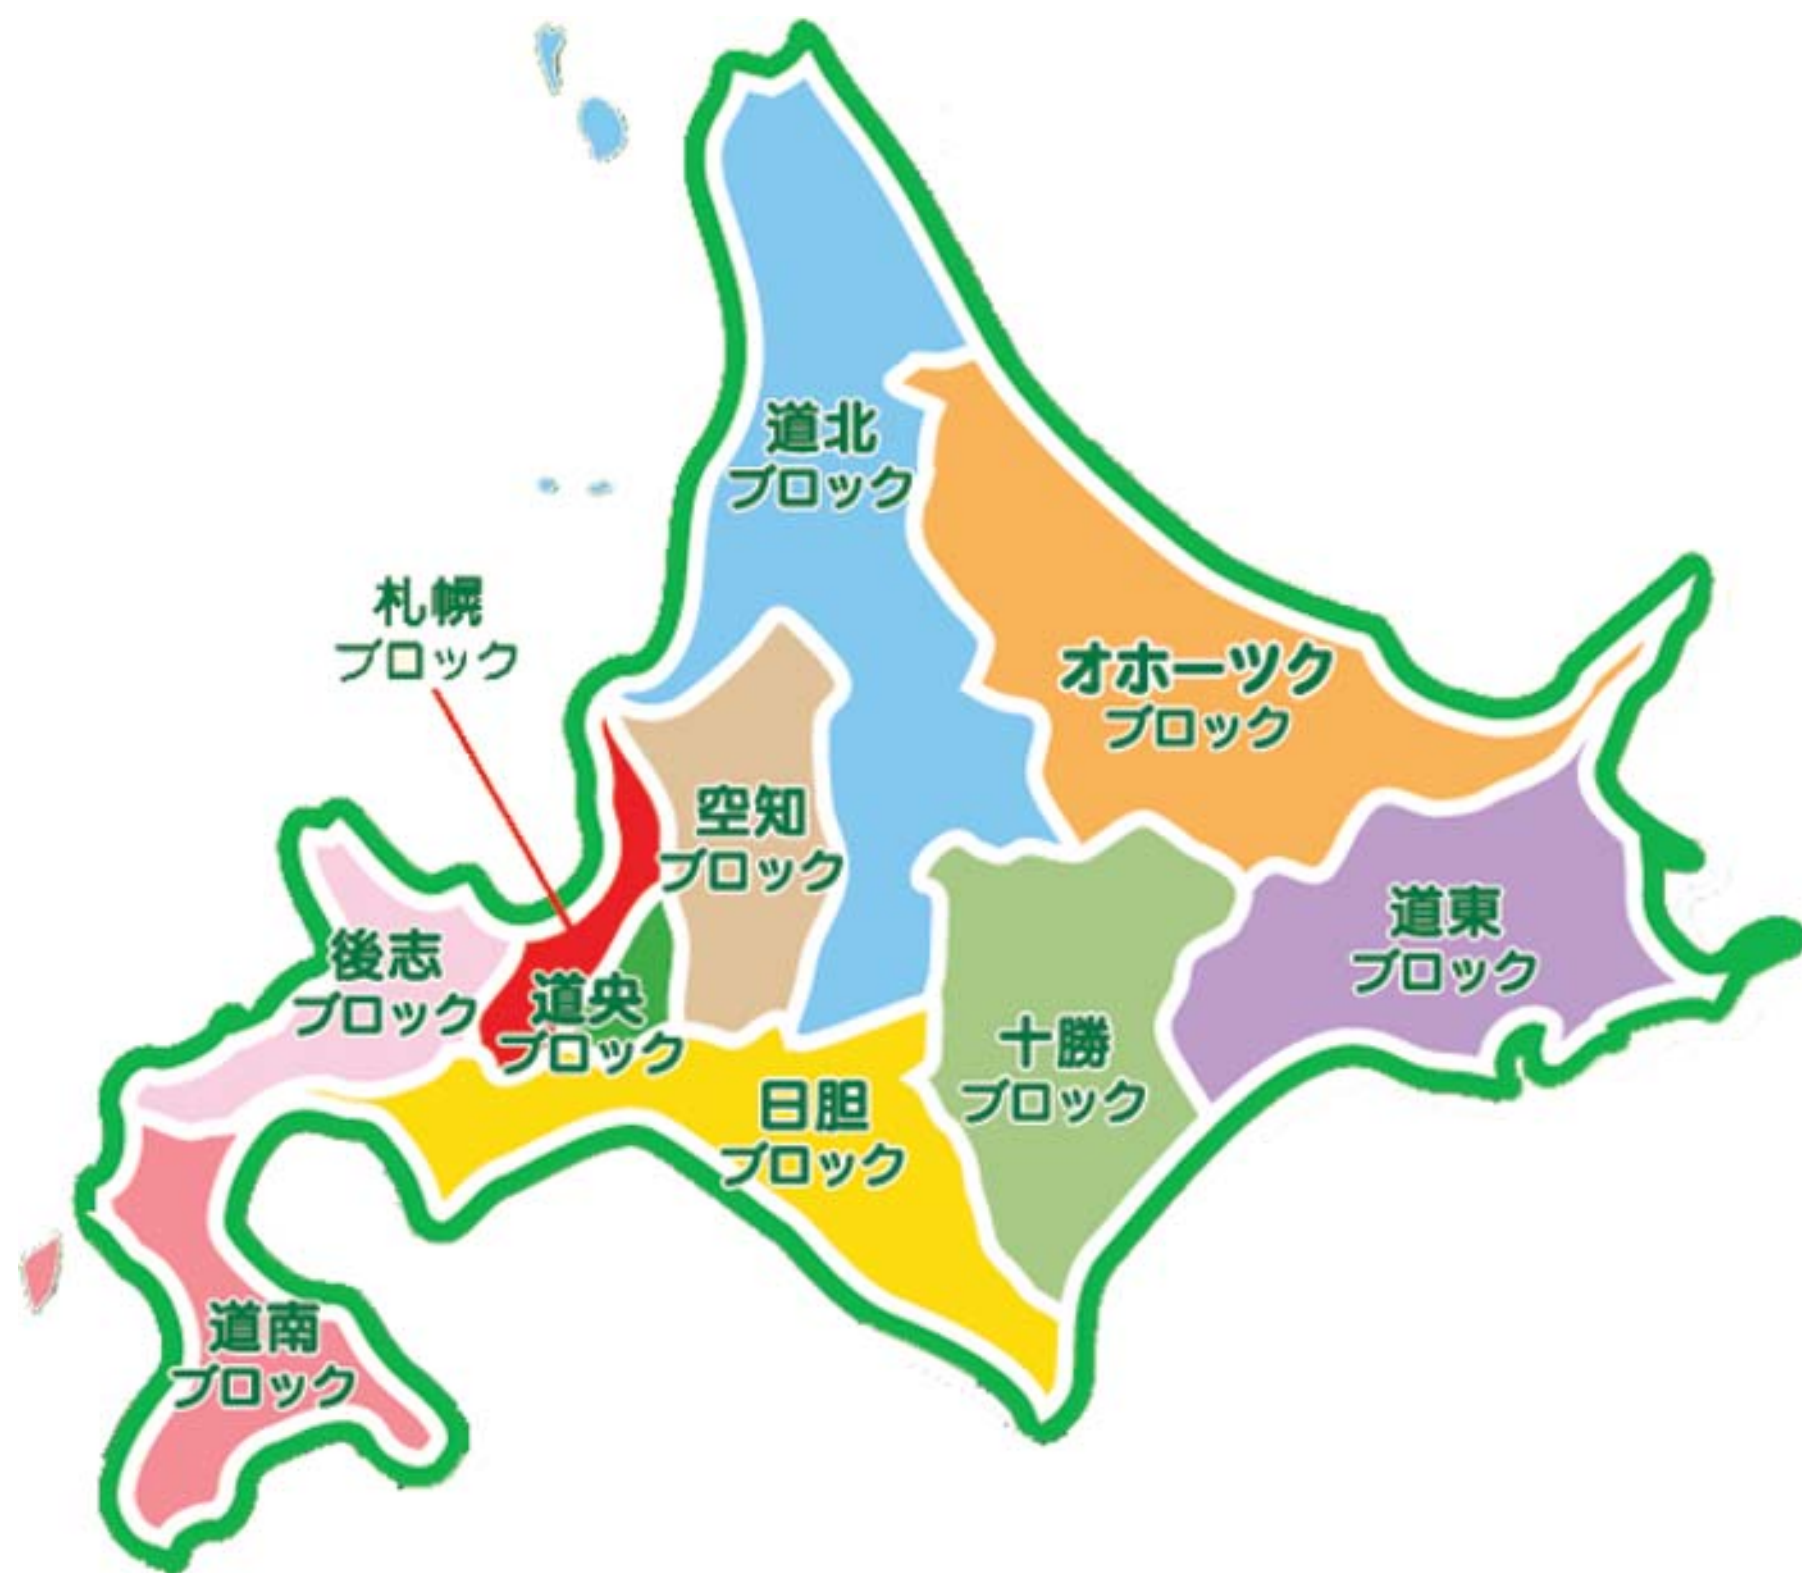 道北
ブロック
札幌
ブロック
オホーツク
ブロック
空知
ブロック
道東
ブロック
後志
ブロック
道央
ブロック
十勝
ブロック
日胆
ブロック
道南
ブロック